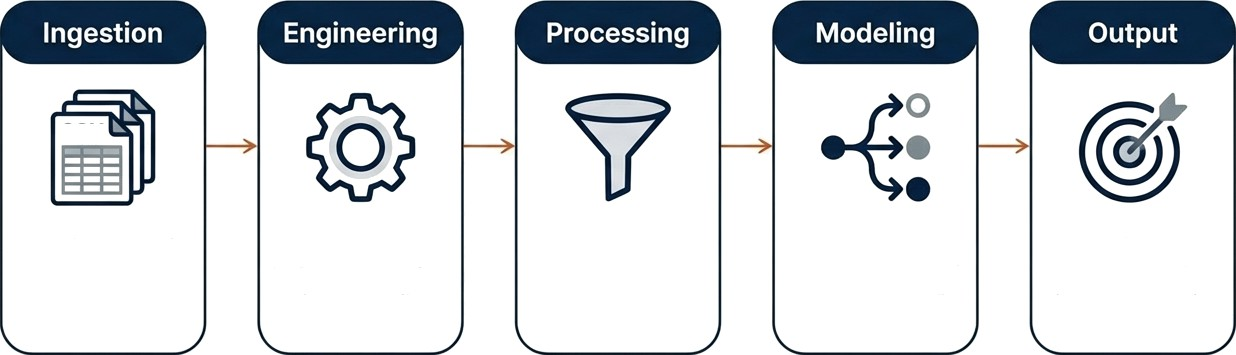 Ingestion
Engineering
Processing
Modeling
Output